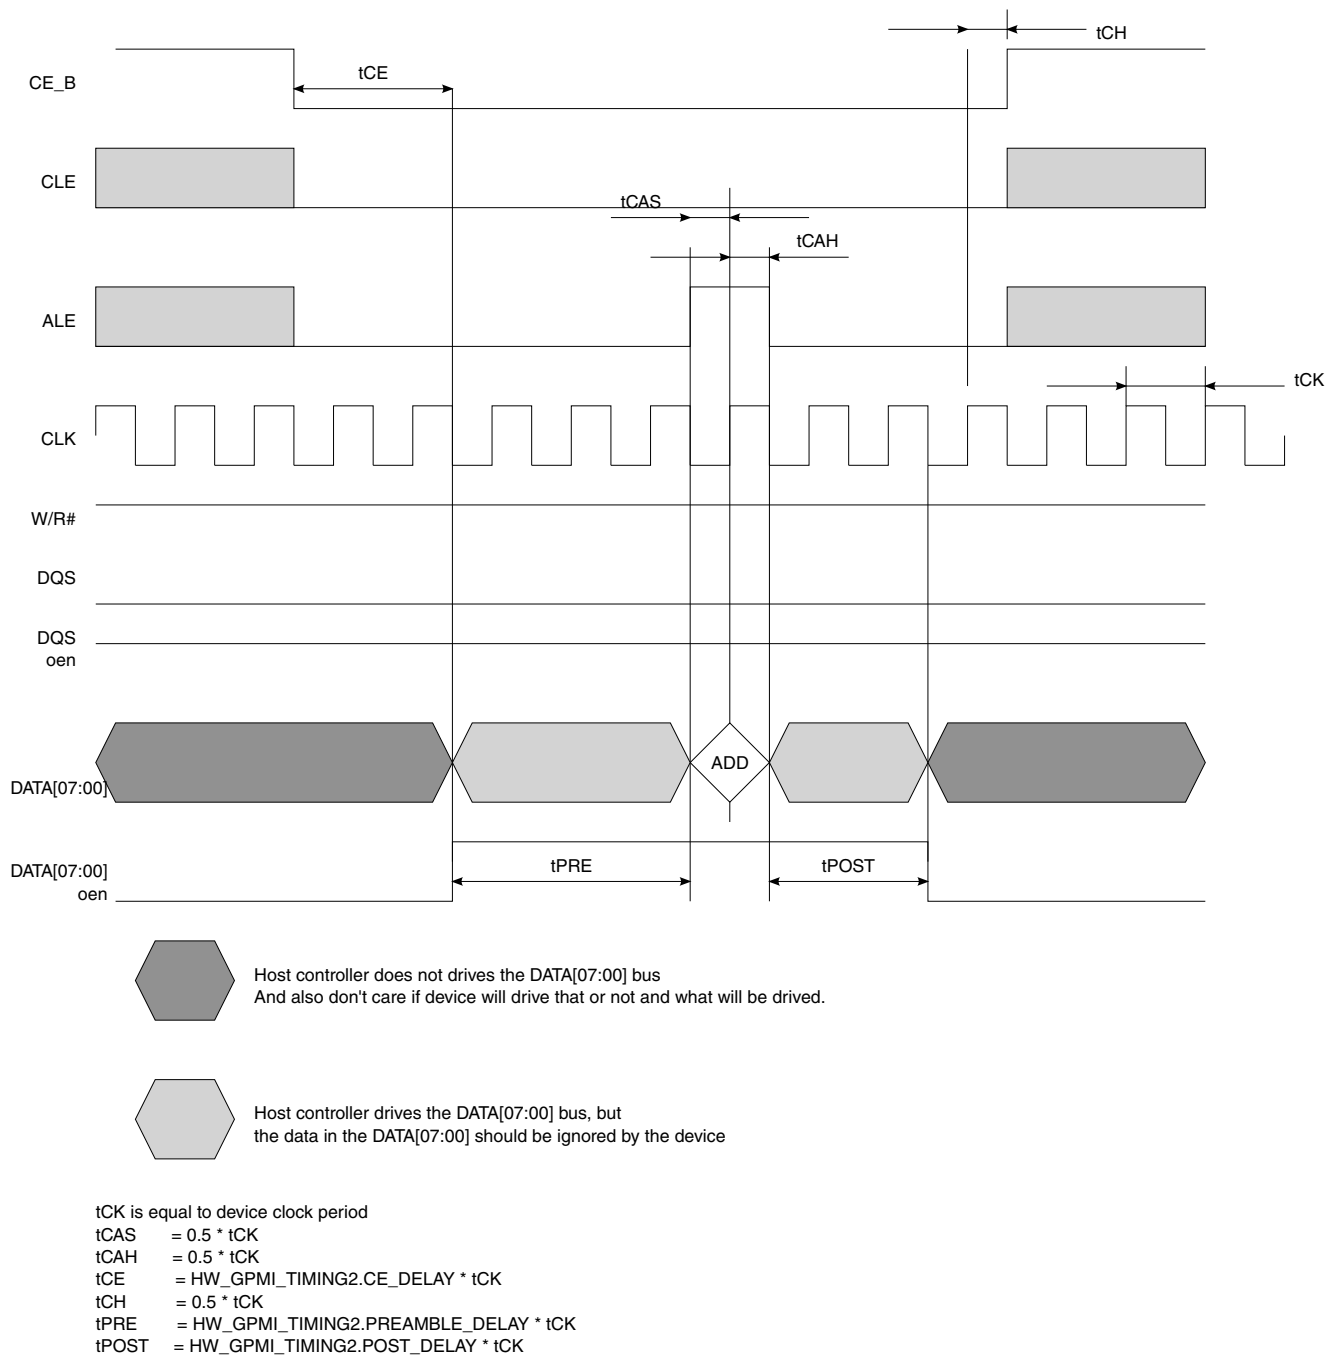 tCH
tCE
CE_B
CLE
tCAS
tCAH
ALE
tCK
CLK
W/R#
DQS
DQS
oen
ADD
DATA[07:00]
tPRE
tPOST
DATA[07:00]
oen
Host controller does not drives the DATA[07:00] bus
And also don't care if device will drive that or not and what will be drived.
Host controller drives the DATA[07:00] bus, but
the data in the DATA[07:00] should be ignored by the device
tCK is equal to device clock period
tCAS = 0.5 * tCK
tCAH = 0.5 * tCK
tCE = HW_GPMI_TIMING2.CE_DELAY * tCK
tCH = 0.5 * tCK
tPRE = HW_GPMI_TIMING2.PREAMBLE_DELAY * tCK
tPOST = HW_GPMI_TIMING2.POST_DELAY * tCK